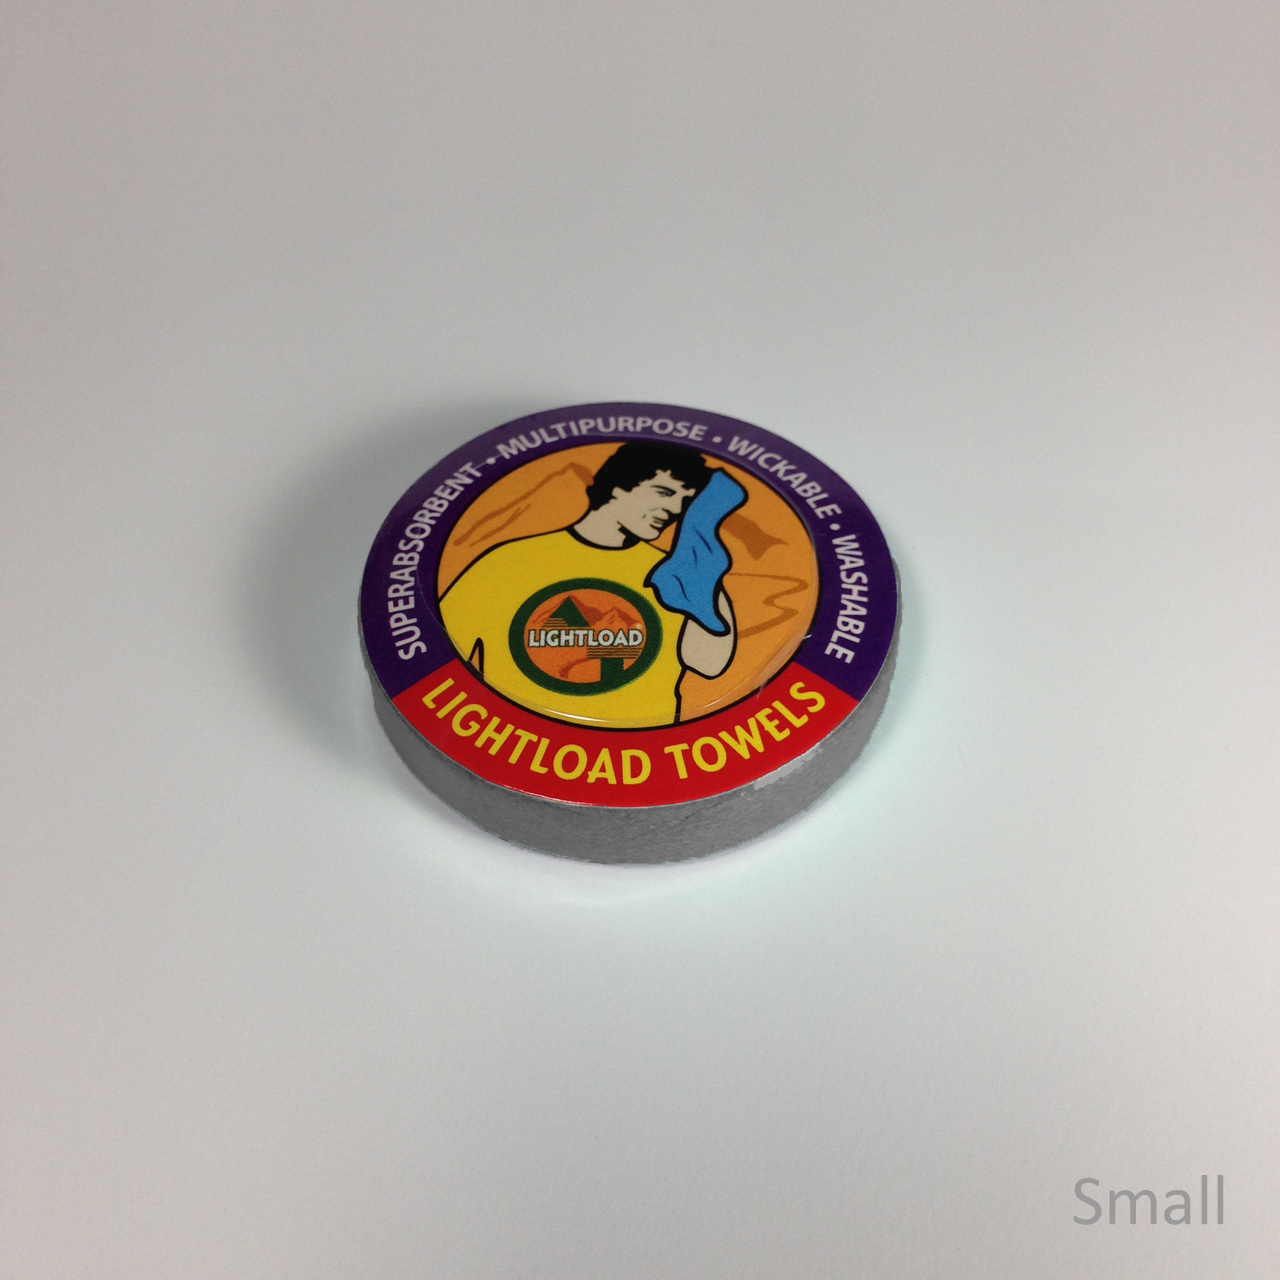 SUPERABSORBENT • MULTIPURPOSE • WICKABLE • WASHABLE
LIGHTLOAD
LIGHTLOAD TOWELS
Small